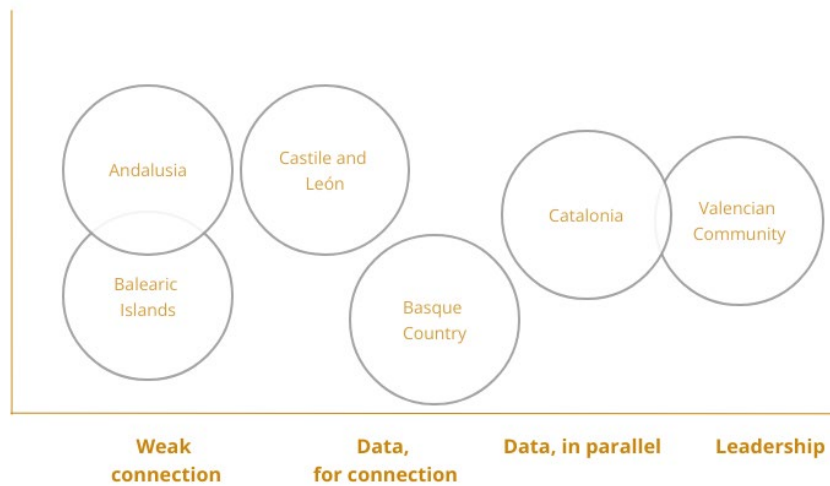 Andalusia
Castile and
León
Catalonia
Valencian
Community
Balearic
Islands
Basque
Country
Weak
connection
Data,
for connection
Data, in parallel
Leadership